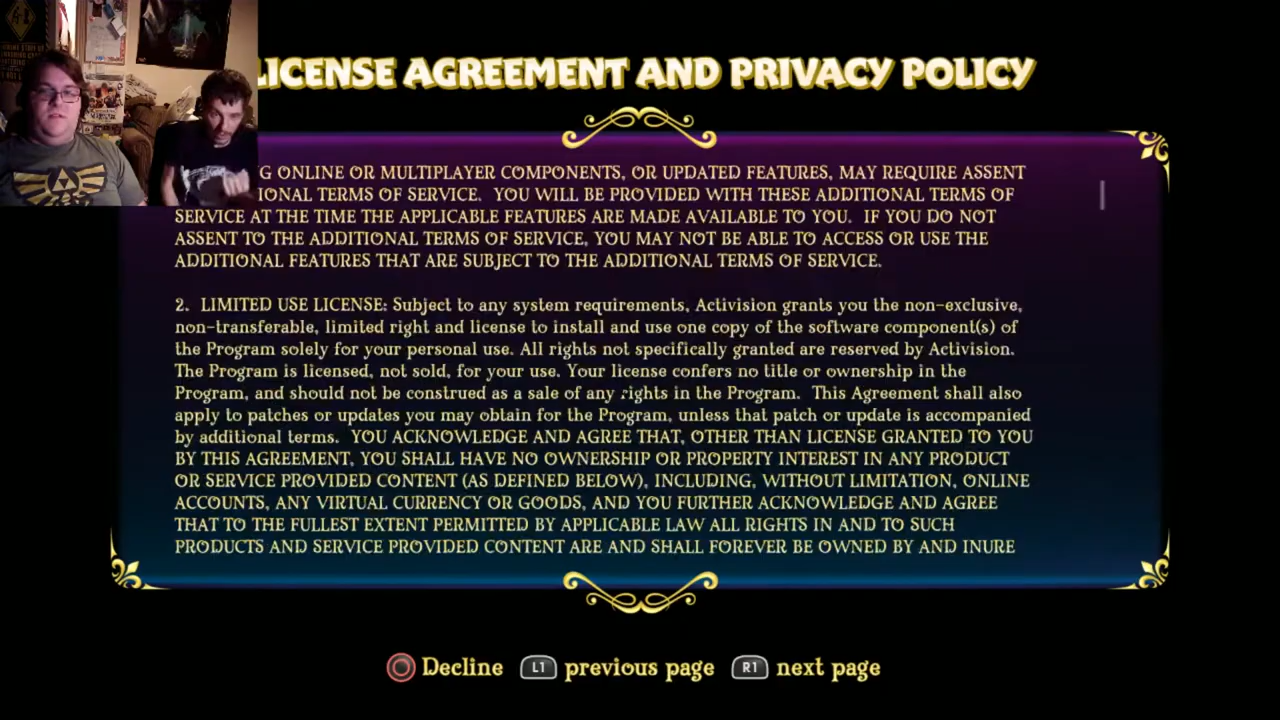 LICENSE AGREEMENT AND PRIVACY POLICY
ONLINE OR MULTIPLAYER COMPONENTS, OR UPDATED FEATURES, MAY REQUIRE ASSENT
TERMS OF SERVICE. YOU WILL BE PROVIDED WITH THESE ADDITIONAL TERMS OF
SERVICE AT THE TIME THE APPLICABLE FEATURES ARE MADE AVAILABLE TO YOU. IF YOU DO NOT
ASSENT TO THE ADDITIONAL TERMS OF SERVICE, YOU MAY NOT BE ABLE TO ACCESS OR USE THE
ADDITIONAL FEATURES THAT ARE SUBJECT TO THE ADDITIONAL TERMS OF SERVICE.
2. LIMITED USE LICENSE: Subject to any system requirements, Activision grants you the non-exclusive,
non-transferable, limited right and license to install and use one copy of the software component(s) of
the Program solely for your personal use. All rights not specifically granted are reserved by Activision.
The Program is licensed, not sold, for your use. Your license confers no title or ownership in the
Program, and should not be construed as a sale of any rights in the Program. This Agreement shall also
apply to patches or updates you may obtain for the Program, unless that patch or update is accompanied
by additional terms. YOU ACKNOWLEDGE AND AGREE THAT, OTHER THAN LICENSE GRANTED TO YOU
BY THIS AGREEMENT, YOU SHALL HAVE NO OWNERSHIP OR PROPERTY INTEREST IN ANY PRODUCT
OR SERVICE PROVIDED CONTENT (AS DEFINED BELOW), INCLUDING, WITHOUT LIMITATION, ONLINE
ACCOUNTS, ANY VIRTUAL CURRENCY OR GOODS, AND YOU FURTHER ACKNOWLEDGE AND AGREE
THAT TO THE FULLEST EXTENT PERMITTED BY APPLICABLE LAW ALL RIGHTS IN AND TO SUCH
PRODUCTS AND SERVICE PROVIDED CONTENT ARE AND SHALL FOREVER BE OWNED BY AND INURE
Decline L1 previous page R1 next page